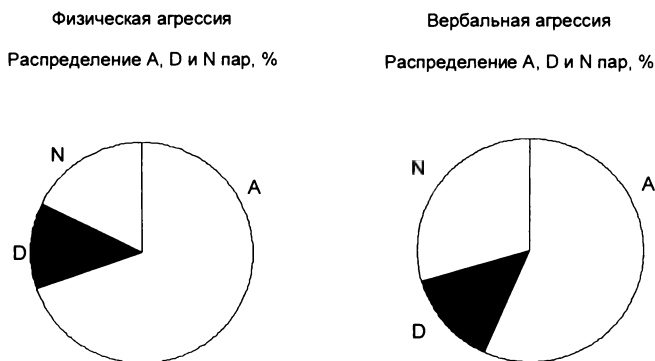 Физическая агрессия
Распределение A, D и N пар, %
N
A
D
Вербальная агрессия
Распределение A, D и N пар, %
N
A
D